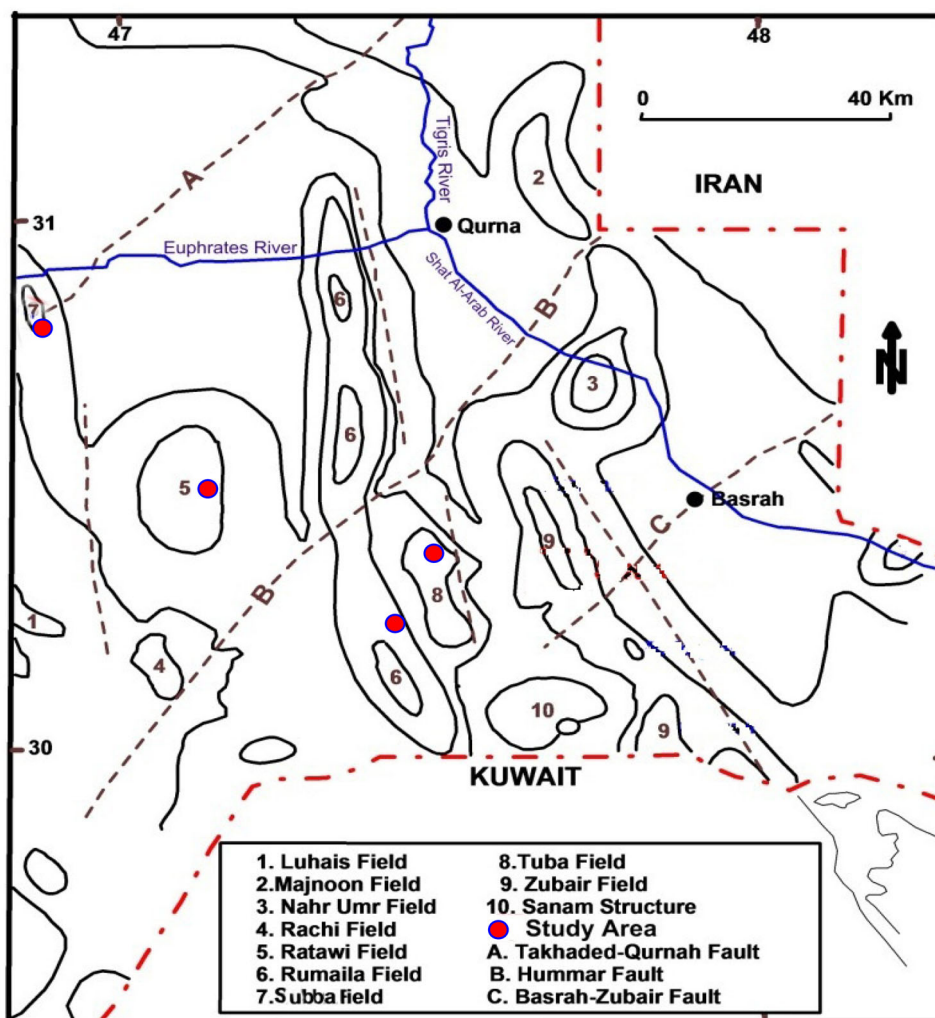 47
48
0 40 Km
Tigris River
A
2
IRAN
31
Qurna
Euphrates River
Shat Al-Arab River
B
7
6
N
3
6
5
Basrah
C
9
B
8
1
4
6
10
9
30
KUWAIT
1. Luhais Field
2.Majnoon Field
3. Nahr Umr Field
4. Rachi Field
5. Ratawi Field
6. Rumaila Field
7.Subba Field
8.Tuba Field
9. Zubair Field
10. Sanam Structure
Study Area
A. Takhaded-Qurnah Fault
B. Hummar Fault
C. Basrah-Zubair Fault